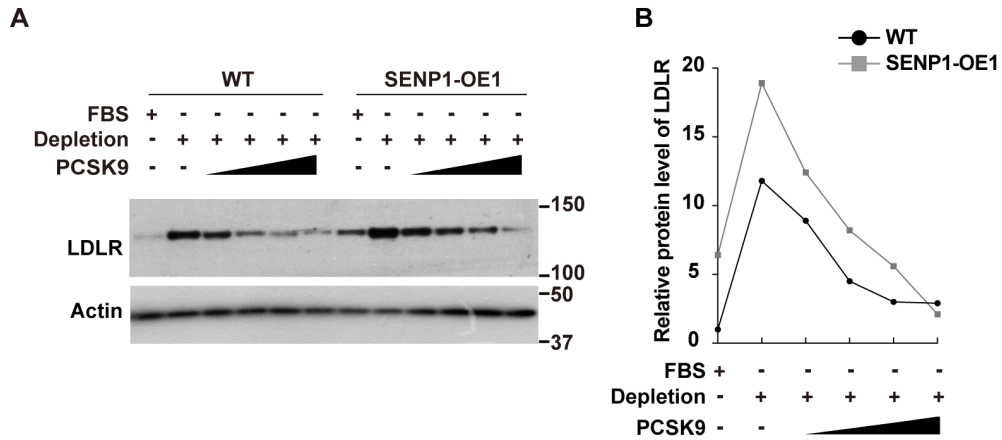 A
WT SENP1-OE1
FBS + - - - - - + - - - - -
Depletion - + + + + + - + + + + +
PCSK9 - - - -
LDLR
150
100
Actin
50
37
B
WT
SENP1-OE1
Relative protein level of LDLR
20
15
10
5
0
FBS + - - - - -
Depletion - + + + + +
PCSK9 - -